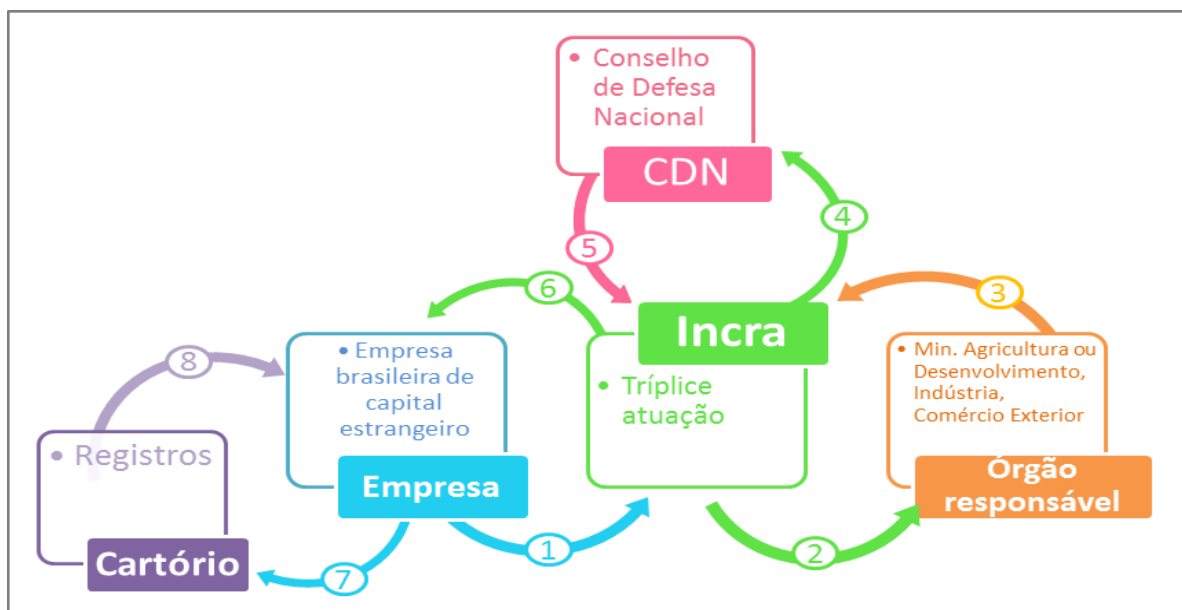 • Conselho
de Defesa
Nacional
CDN
5
4
6
3
Incra
• Tríplice
atuação
• Min. Agricultura ou
Desenvolvimento,
Indústria,
Comércio Exterior
Órgão
responsável
8
• Empresa
brasileira de
capital
estrangeiro
Empresa
• Registros
Cartório
7
1
2